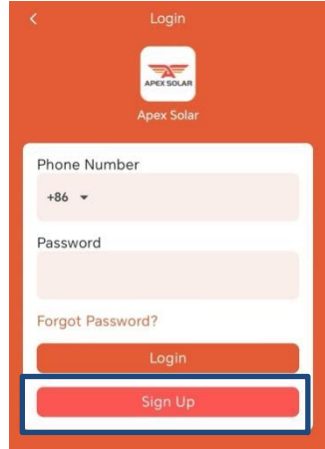 Login
APEX SOLAR
Apex Solar
Phone Number
+86
Password
Forgot Password?
Login
Sign Up